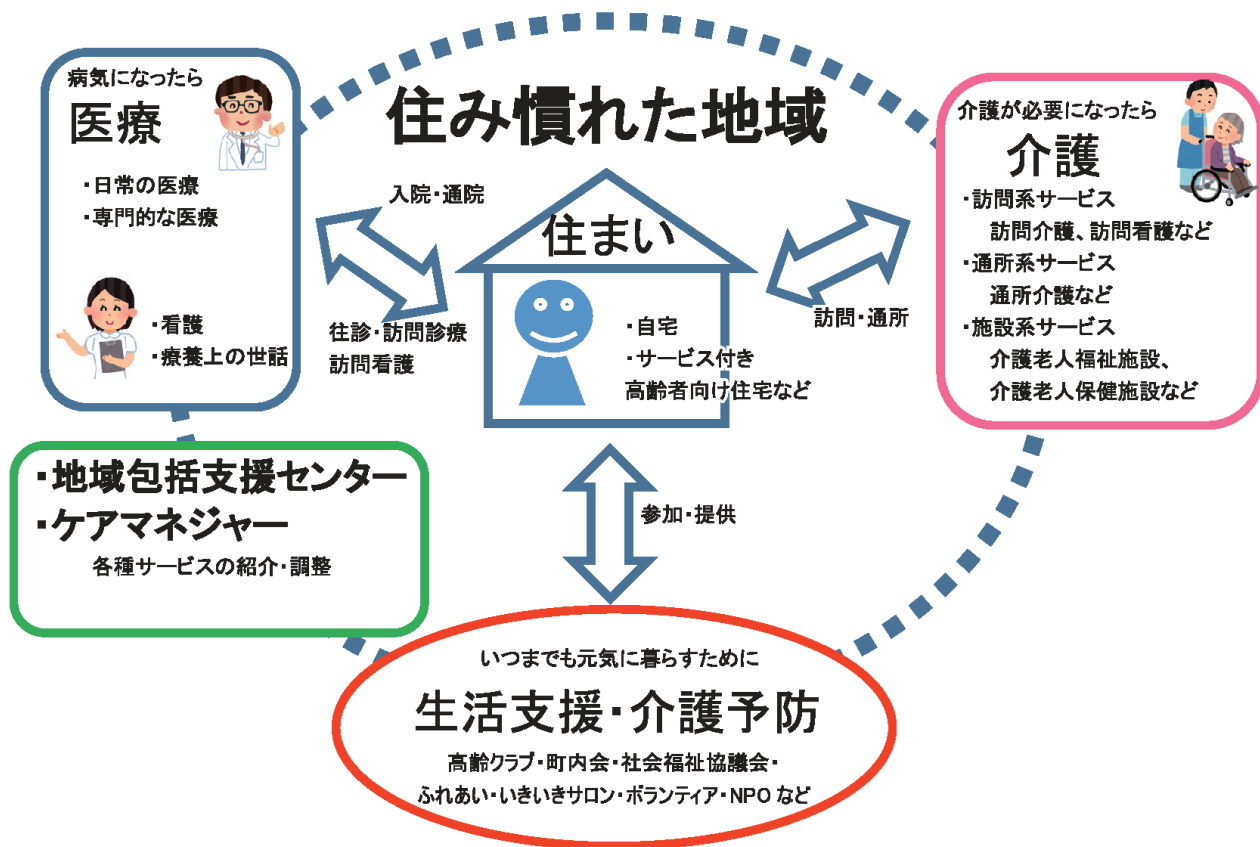 住み慣れた地域
病気になったら
医療
・日常の医療
・専門的な医療
・看護
・療養上の世話
入院・通院
往診・訪問診療
訪問看護
住まい
・自宅
・サービス付き
高齢者向け住宅など
訪問・通所
介護が必要になったら
介護
・訪問系サービス
訪問介護、訪問看護など
・通所系サービス
通所介護など
・施設系サービス
介護老人福祉施設、
介護老人保健施設など
・地域包括支援センター
・ケアマネジャー
各種サービスの紹介・調整
参加・提供
いつまでも元気に暮らすために
生活支援・介護予防
高齢クラブ・町内会・社会福祉協議会・
ふれあい・いきいきサロン・ボランティア・NPO など